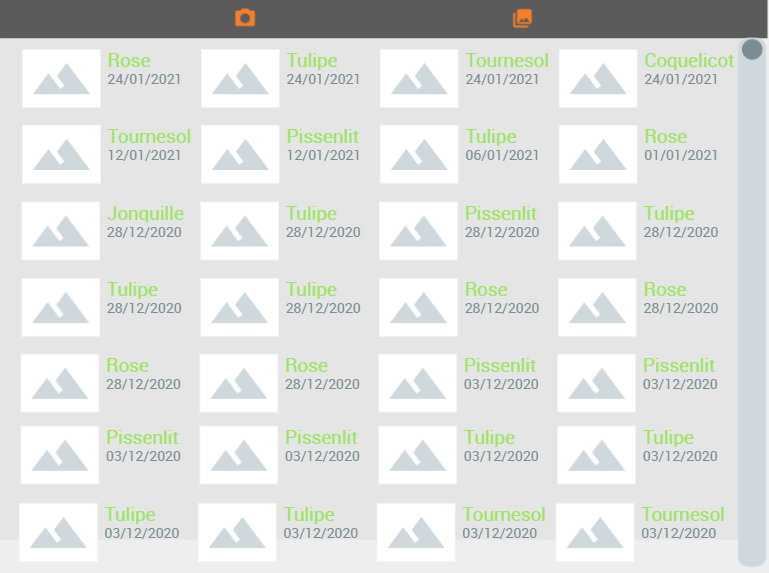 Rose
24/01/2021
Tulipe
24/01/2021
Tournesol
24/01/2021
Coquelicot
24/01/2021
Tournesol
12/01/2021
Pissenlit
12/01/2021
Tulipe
06/01/2021
Rose
01/01/2021
Jonquille
28/12/2020
Tulipe
28/12/2020
Pissenlit
28/12/2020
Tulipe
28/12/2020
Tulipe
28/12/2020
Tulipe
28/12/2020
Rose
28/12/2020
Rose
28/12/2020
Rose
28/12/2020
Rose
28/12/2020
Pissenlit
03/12/2020
Pissenlit
03/12/2020
Pissenlit
03/12/2020
Pissenlit
03/12/2020
Tulipe
03/12/2020
Tulipe
03/12/2020
Tulipe
03/12/2020
Tulipe
03/12/2020
Tournesol
03/12/2020
Tournesol
03/12/2020